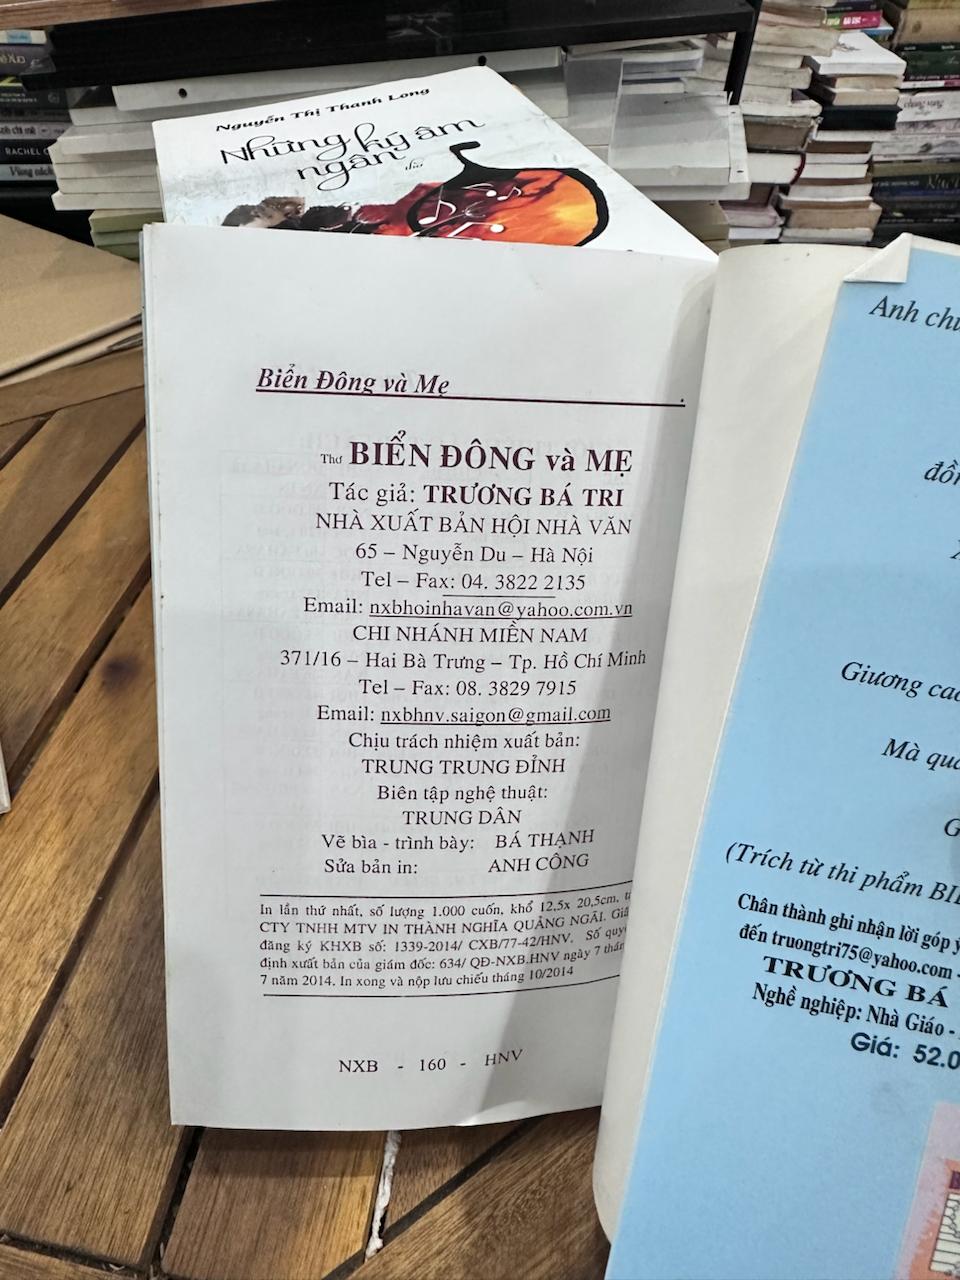 Nguyễn Thị Thanh Long
Những ký âm
ngân
RACHEL
Biển Đông và Mẹ
Thơ BIỂN ĐÔNG và MẸ
Tác giả: TRƯƠNG BÁ TRI
NHÀ XUẤT BẢN HỘI NHÀ VĂN
65 – Nguyễn Du – Hà Nội
Tel – Fax: 04. 3822 2135
Email: nxbhoinhavan@yahoo.com.vn
CHI NHÁNH MIỀN NAM
371/16 – Hai Bà Trưng – Tp. Hồ Chí Minh
Tel – Fax: 08. 3829 7915
Email: nxbhnv.saigon@gmail.com
Chịu trách nhiệm xuất bản:
TRUNG TRUNG ĐỈNH
Biên tập nghệ thuật:
TRUNG DÂN
Vẽ bìa - trình bày: BÁ THẠNH
Sửa bản in: ANH CÔNG
In lần thứ nhất, số lượng 1.000 cuốn, khổ 12,5x 20,5cm,
CTY TNHH MTV IN THÀNH NGHĨA QUẢNG NGÃI.
đăng ký KHXB số: 1339-2014/ CXB/77-42/HNV. Số
định xuất bản của giám đốc: 634/ QĐ-NXB.HNV ngày 7
7 năm 2014. In xong và nộp lưu chiếu tháng 10/2014
NXB - 160 - HNV
Anh
Giương
Mà
(Trích từ thi phẩm
Chân thành ghi nhận lời góp
đến truongtri75@yahoo.com -
TRƯƠNG BÁ
Nghề nghiệp: Nhà Giáo -
Giá: 52.0